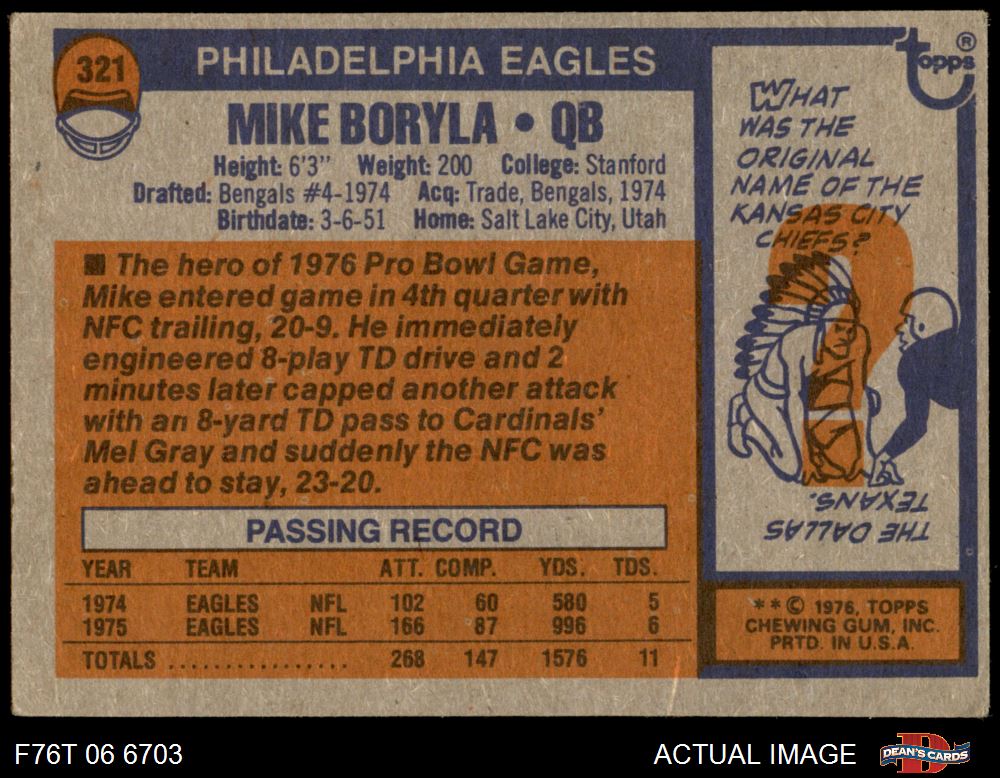 321
PHILADELPHIA EAGLES
MIKE BORYLA • QB
Height: 6'3" Weight: 200 College: Stanford
Drafted: Bengals #4-1974 Acq: Trade, Bengals, 1974
Birthdate: 3-6-51 Home: Salt Lake City, Utah
■ The hero of 1976 Pro Bowl Game,
Mike entered game in 4th quarter with
NFC trailing, 20-9. He immediately
engineered 8-play TD drive and 2
minutes later capped another attack
with an 8-yard TD pass to Cardinals'
Mel Gray and suddenly the NFC was
ahead to stay, 23-20.
PASSING RECORD
YEAR TEAM ATT. COMP. YDS. TDS.
1974 EAGLES NFL 102 60 580 5
1975 EAGLES NFL 166 87 996 6
TOTALS ................ 268 147 1576 11
topps ®
WHAT
WAS THE
ORIGINAL
NAME OF THE
KANSAS CITY
CHIEFS?
?
THE DALLAS
TEXANS.
**© 1976, TOPPS
CHEWING GUM, INC.
PRTD. IN U.S.A.
F76T 06 6703
ACTUAL IMAGE
D
DEAN'S CARDS